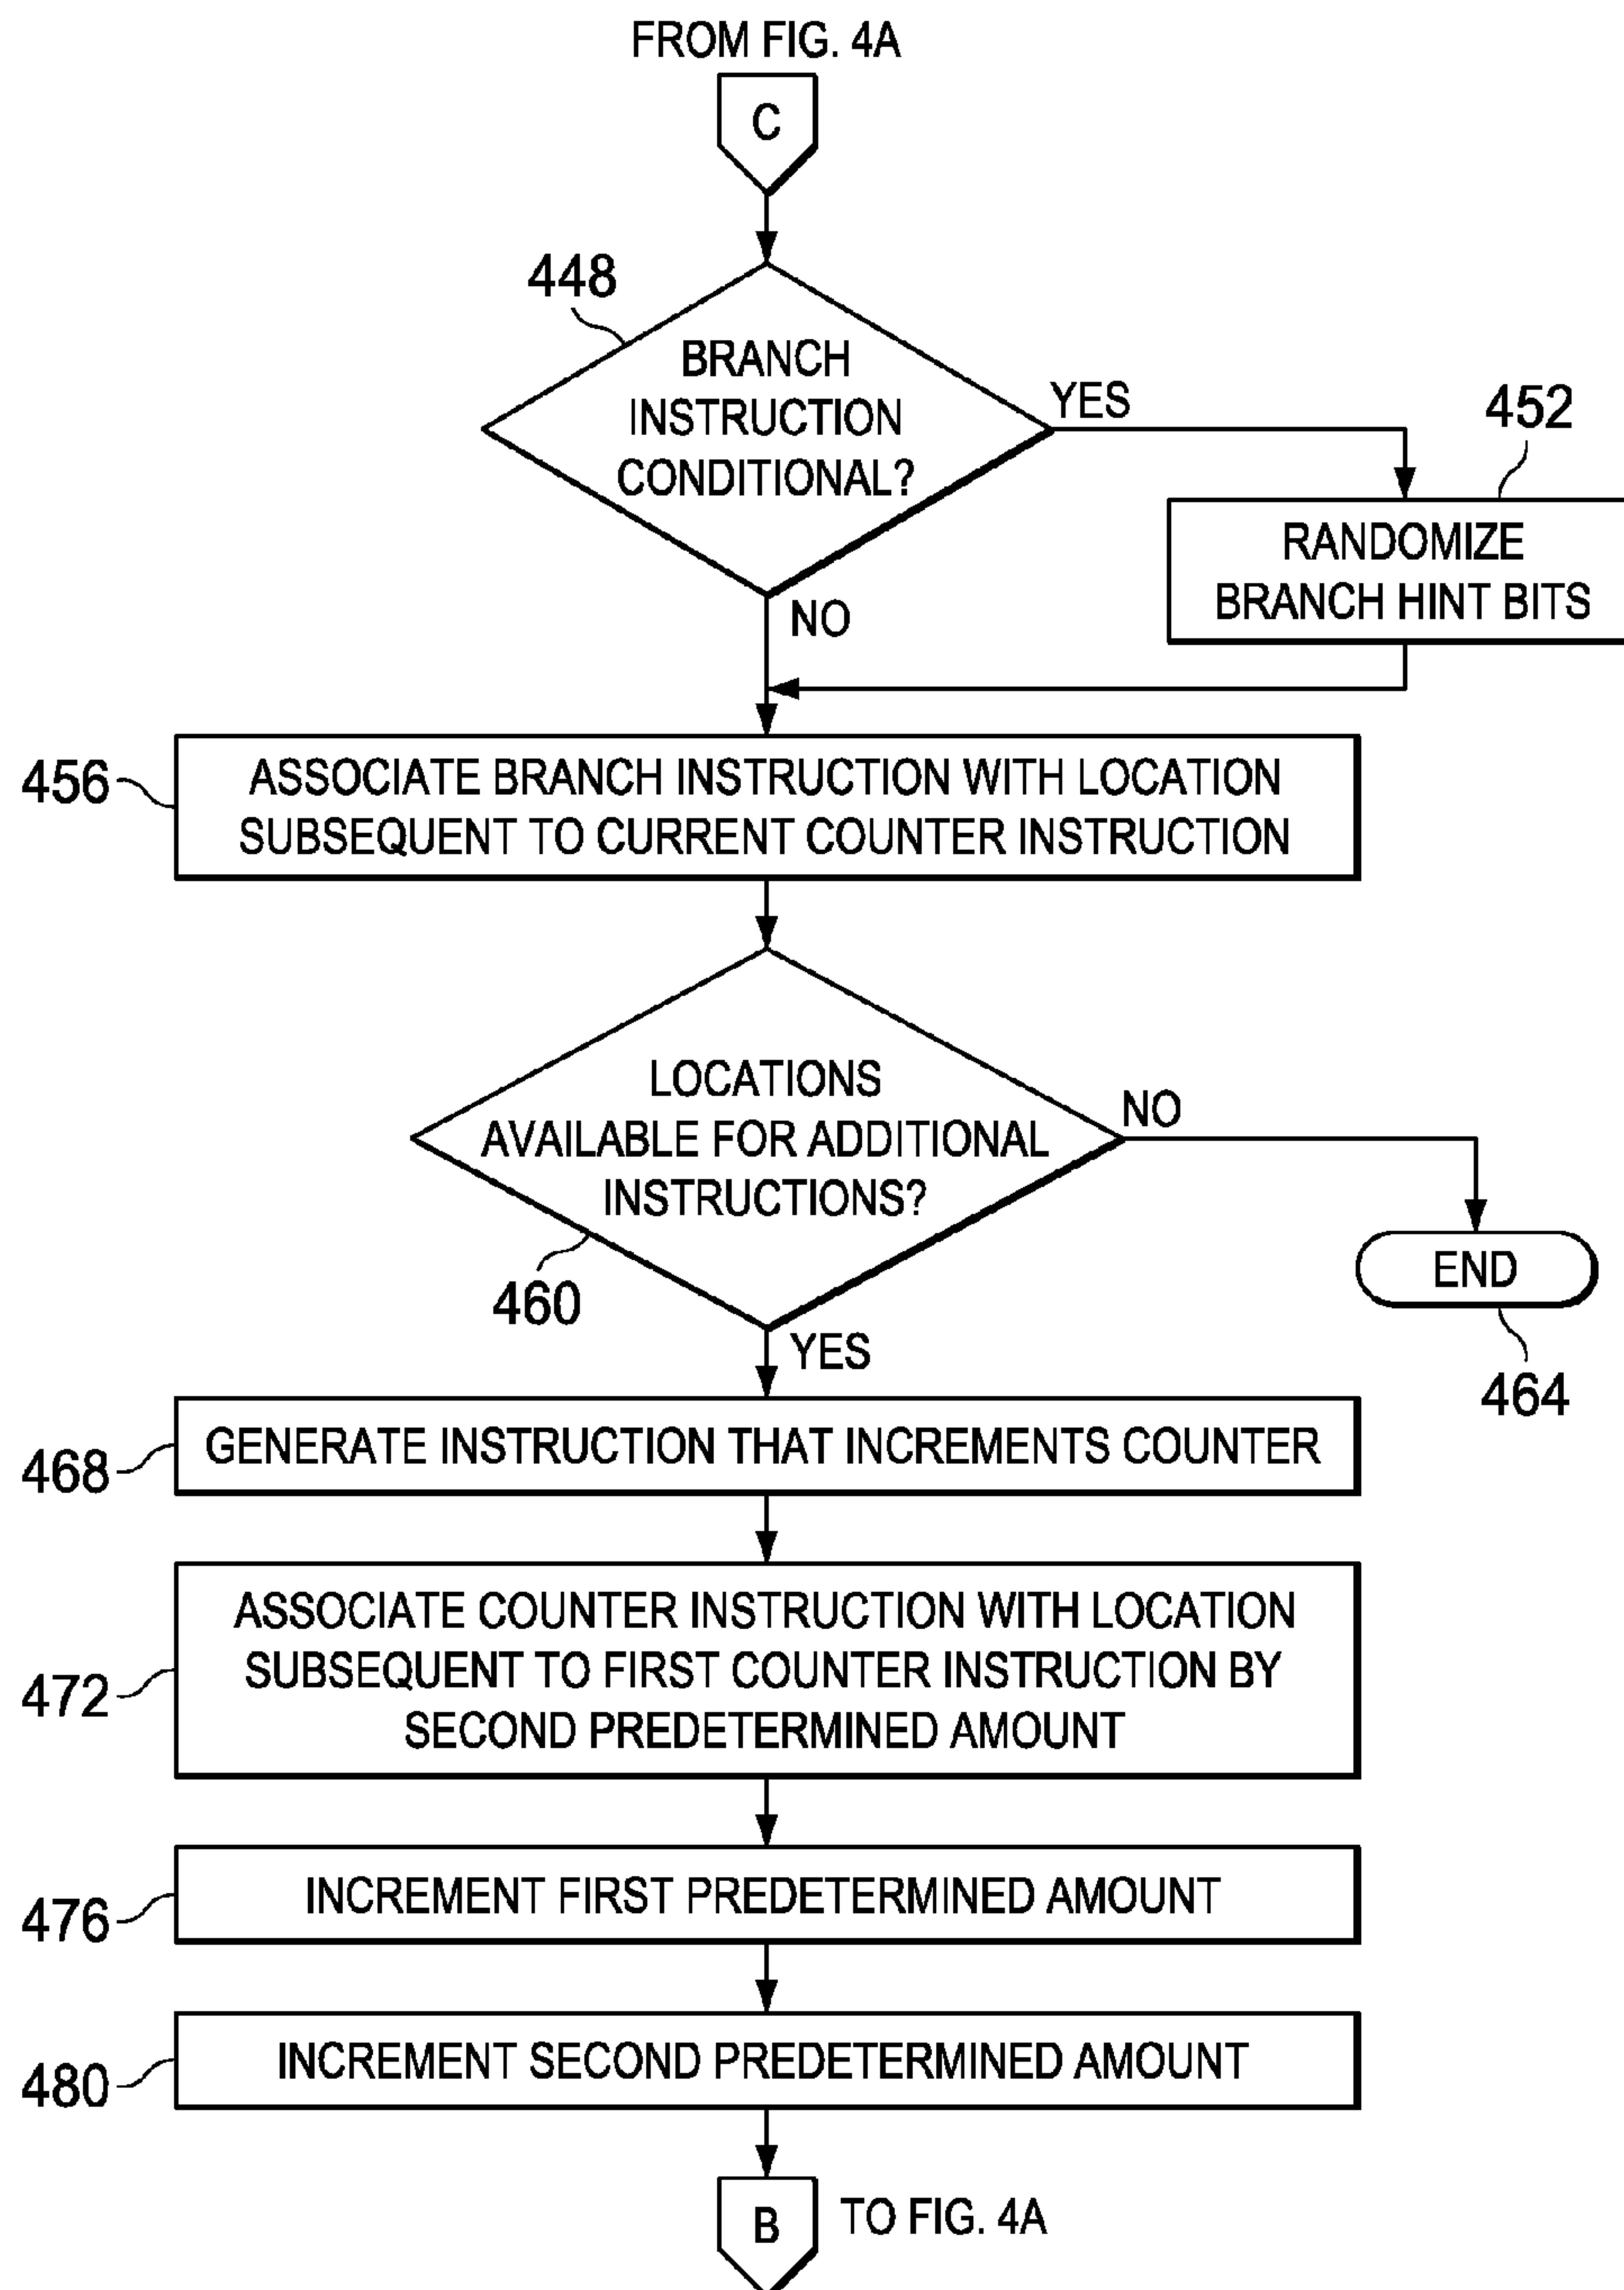 FROM FIG. 4A
C
448
BRANCH
INSTRUCTION
CONDITIONAL?
YES
452
RANDOMIZE
BRANCH HINT BITS
NO
456
ASSOCIATE BRANCH INSTRUCTION WITH LOCATION
SUBSEQUENT TO CURRENT COUNTER INSTRUCTION
LOCATIONS
AVAILABLE FOR ADDITIONAL
INSTRUCTIONS?
NO
END
464
460
YES
468
GENERATE INSTRUCTION THAT INCREMENTS COUNTER
472
ASSOCIATE COUNTER INSTRUCTION WITH LOCATION
SUBSEQUENT TO FIRST COUNTER INSTRUCTION BY
SECOND PREDETERMINED AMOUNT
476
INCREMENT FIRST PREDETERMINED AMOUNT
480
INCREMENT SECOND PREDETERMINED AMOUNT
B
TO FIG. 4A